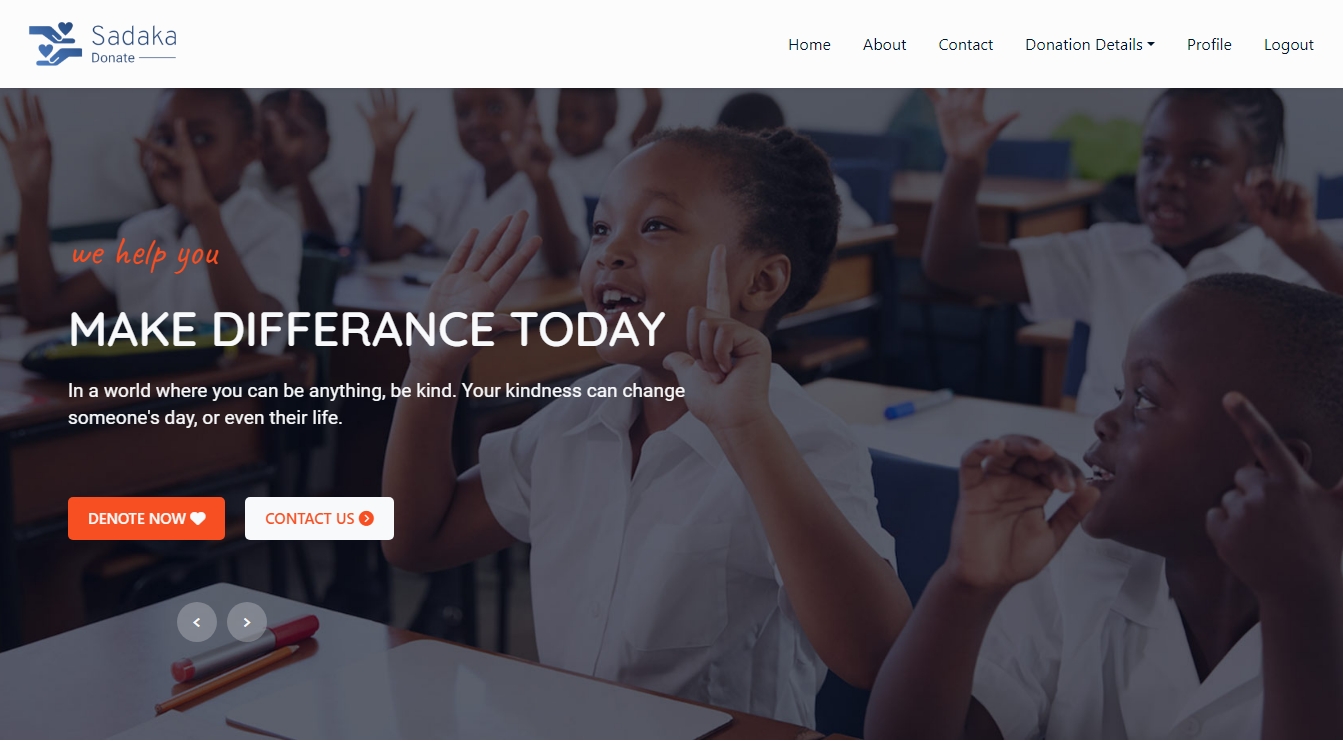 Sadaka
Donate
Home About Contact Donation Details Profile Logout
we help you
MAKE DIFFERANCE TODAY
In a world where you can be anything, be kind. Your kindness can change
someone's day, or even their life.
DENOTE NOW CONTACT US